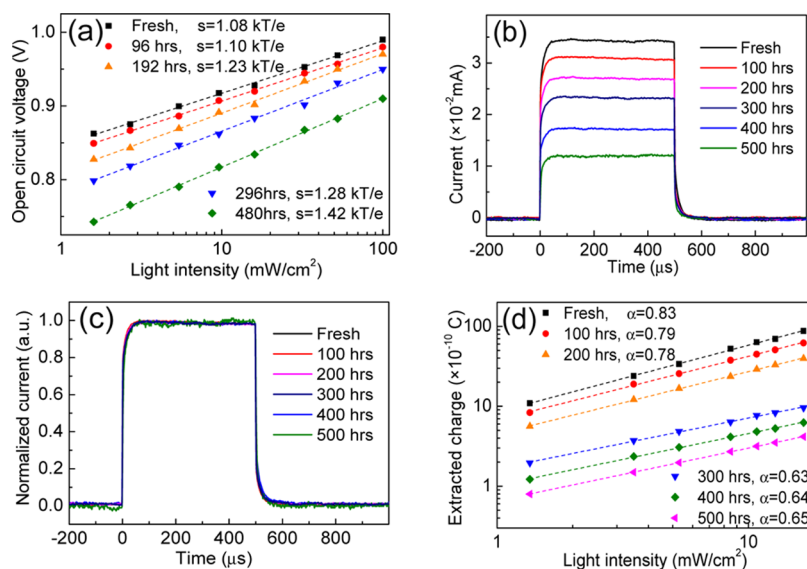 (a)
Fresh, s=1.08 kT/e
96 hrs, s=1.10 kT/e
192 hrs, s=1.23 kT/e
296hrs, s=1.28 kT/e
480hrs, s=1.42 kT/e
Open circuit voltage (V)
1.0
0.9
0.8
0.7
1
10
100
Light intensity (mW/cm²)
(b)
Fresh
100 hrs
200 hrs
300 hrs
400 hrs
500 hrs
Current (×10⁻²mA)
3
2
1
0
-200
0
200
400
600
800
Time (µs)
(c)
Fresh
100 hrs
200 hrs
300 hrs
400 hrs
500 hrs
Normalized current (a.u.)
1.0
0.8
0.6
0.4
0.2
0.0
-200
0
200
400
600
800
Time (µs)
(d)
Fresh, α=0.83
100 hrs, α=0.79
200 hrs, α=0.78
300 hrs, α=0.63
400 hrs, α=0.64
500 hrs, α=0.65
Extracted charge (×10⁻¹⁰ C)
100
10
1
1
10
Light intensity (mW/cm²)